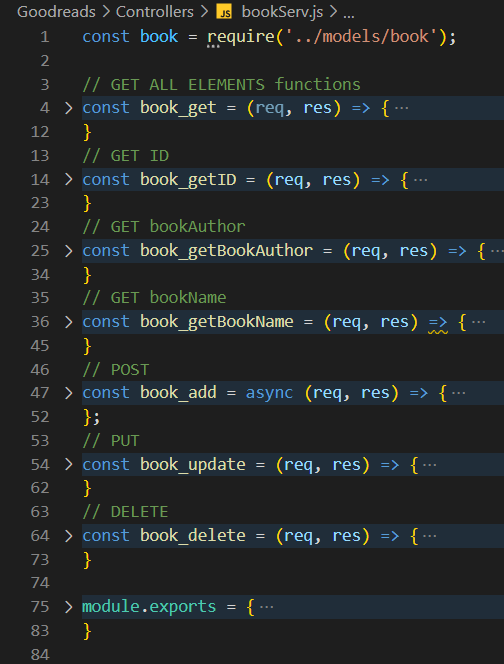 Goodreads > Controllers > JS bookServ.js > ...
1 const book = require('../models/book');
2
3 // GET ALL ELEMENTS functions
4 > const book_get = (req, res) => { ...
12 }
13 // GET ID
14 > const book_getID = (req, res) => { ...
23 }
24 // GET bookAuthor
25 > const book_getBookAuthor = (req, res) => { ...
34 }
35 // GET bookName
36 > const book_getBookName = (req, res) => { ...
45 }
46 // POST
47 > const book_add = async (req, res) => { ...
52 };
53 // PUT
54 > const book_update = (req, res) => { ...
62 }
63 // DELETE
64 > const book_delete = (req, res) => { ...
73 }
74
75 > module.exports = { ...
83 }
84